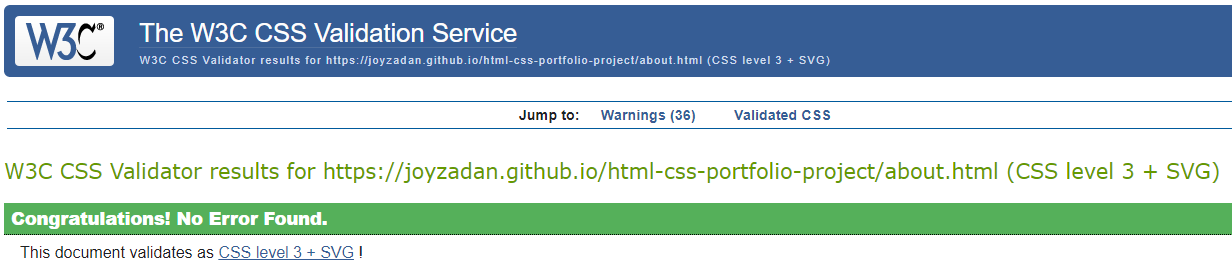 W3C® The W3C CSS Validation Service
W3C CSS Validator results for https://joyzadan.github.io/html-css-portfolio-project/about.html (CSS level 3 + SVG)
Jump to: Warnings (36) Validated CSS
W3C CSS Validator results for https://joyzadan.github.io/html-css-portfolio-project/about.html (CSS level 3 + SVG)
Congratulations! No Error Found.
This document validates as CSS level 3 + SVG !